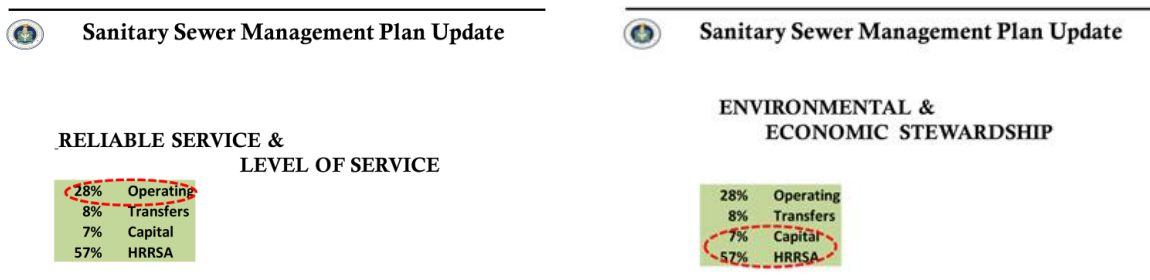 Sanitary Sewer Management Plan Update
RELIABLE SERVICE &
LEVEL OF SERVICE
28% Operating
8% Transfers
7% Capital
57% HRRSA
Sanitary Sewer Management Plan Update
ENVIRONMENTAL &
ECONOMIC STEWARDSHIP
28% Operating
8% Transfers
7% Capital
57% HRRSA